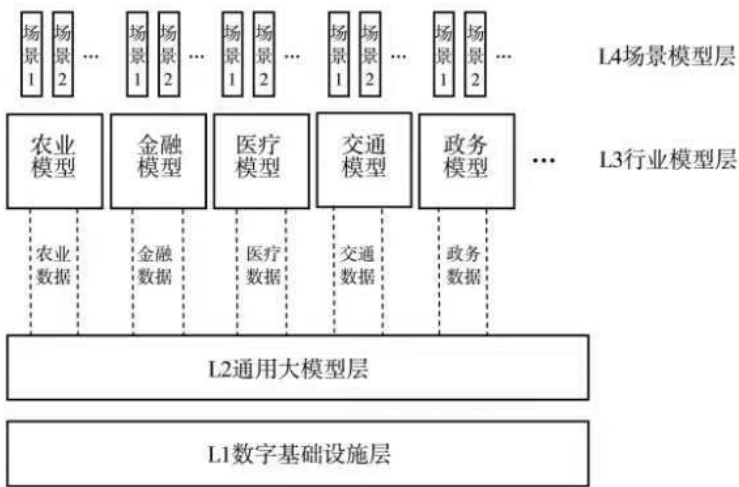 场景1 场景2 … 场景1 场景2 … 场景1 场景2 … 场景1 场景2 … 场景1 场景2 … L4场景模型层
农业 金融 医疗 交通 政务
模型 模型 模型 模型 模型 … L3行业模型层
农业 金融 医疗 交通 政务
数据 数据 数据 数据 数据
L2通用大模型层
L1数字基础设施层